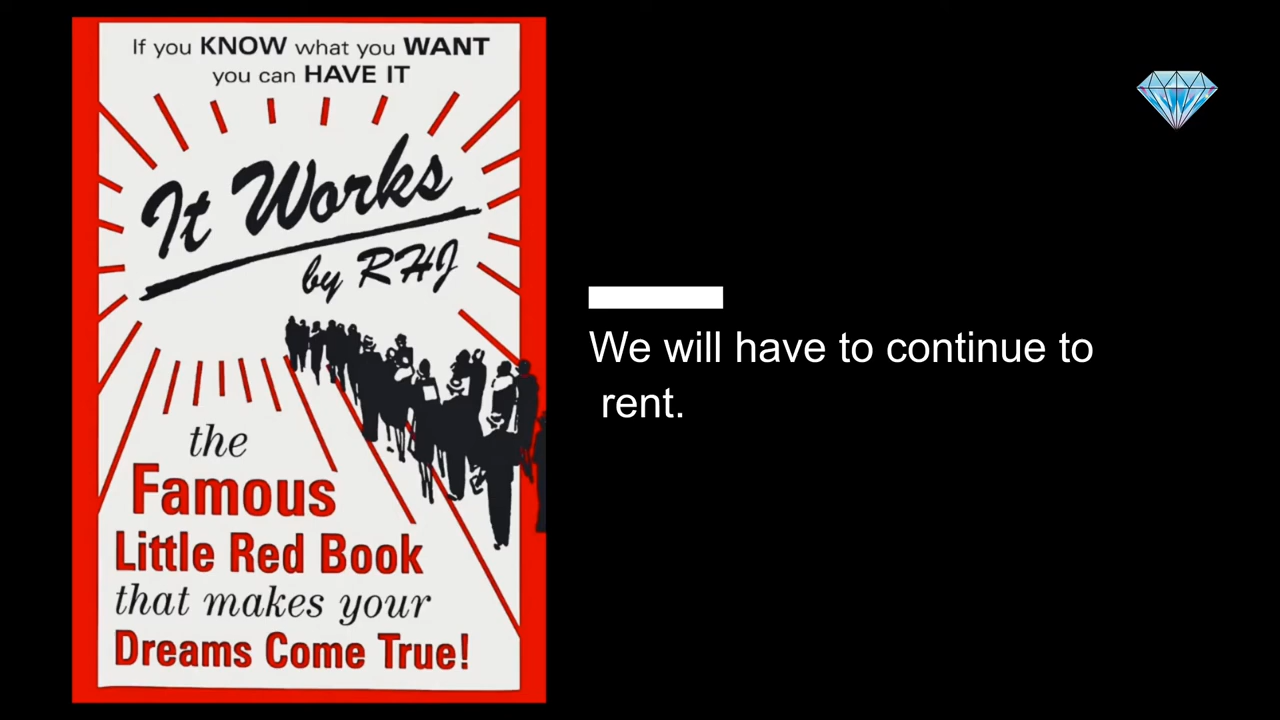 If you KNOW what you WANT
you can HAVE IT
It Works
by RHJ
the
Famous
Little Red Book
that makes your
Dreams Come True!
We will have to continue to
rent.